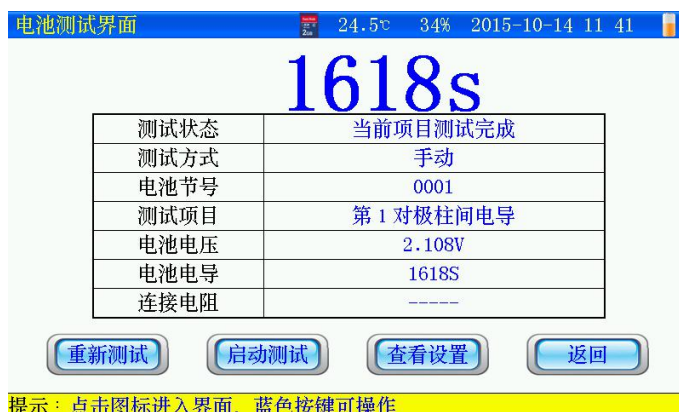 电池测试界面 24.5℃ 34% 2015-10-14 11 41
1618s
测试状态 当前项目测试完成
测试方式 手动
电池节号 0001
测试项目 第1对极柱间电导
电池电压 2.108V
电池电导 1618S
连接电阻 -----
重新测试 启动测试 查看设置 返回
提示：点击图标进入界面，蓝色按键可操作